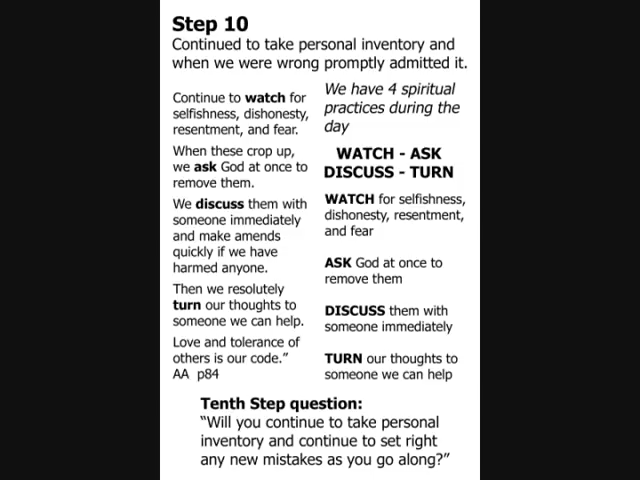 Step 10
Continued to take personal inventory and
when we were wrong promptly admitted it.
Continue to watch for
selfishness, dishonesty,
resentment, and fear.
When these crop up,
we ask God at once to
remove them.
We discuss them with
someone immediately
and make amends
quickly if we have
harmed anyone.
Then we resolutely
turn our thoughts to
someone we can help.
Love and tolerance of
others is our code.”
AA p84
We have 4 spiritual
practices during the
day
WATCH - ASK
DISCUSS - TURN
WATCH for selfishness,
dishonesty, resentment,
and fear
ASK God at once to
remove them
DISCUSS them with
someone immediately
TURN our thoughts to
someone we can help
Tenth Step question:
“Will you continue to take personal
inventory and continue to set right
any new mistakes as you go along?”